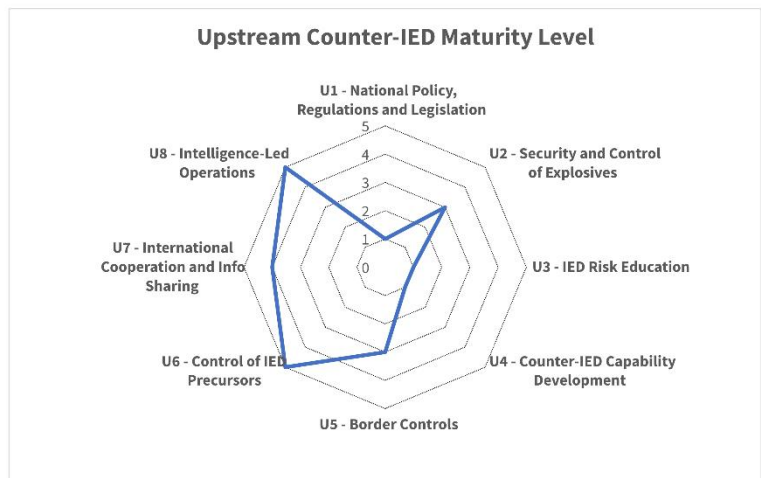 Upstream Counter-IED Maturity Level
U1 - National Policy,
Regulations and Legislation
5
4
3
2
1
0
U2 - Security and Control
of Explosives
U3 - IED Risk Education
U4 - Counter-IED Capability
Development
U5 - Border Controls
U6 - Control of IED
Precursors
U7 - International
Cooperation and Info
Sharing
U8 - Intelligence-Led
Operations